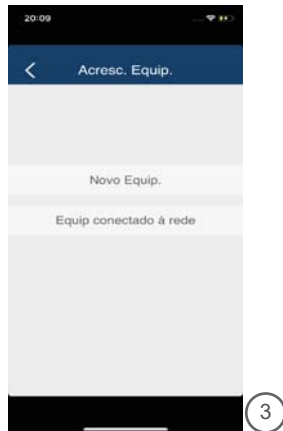 20:09
Acresc. Equip.
Novo Equip.
Equip conectado á rede
3